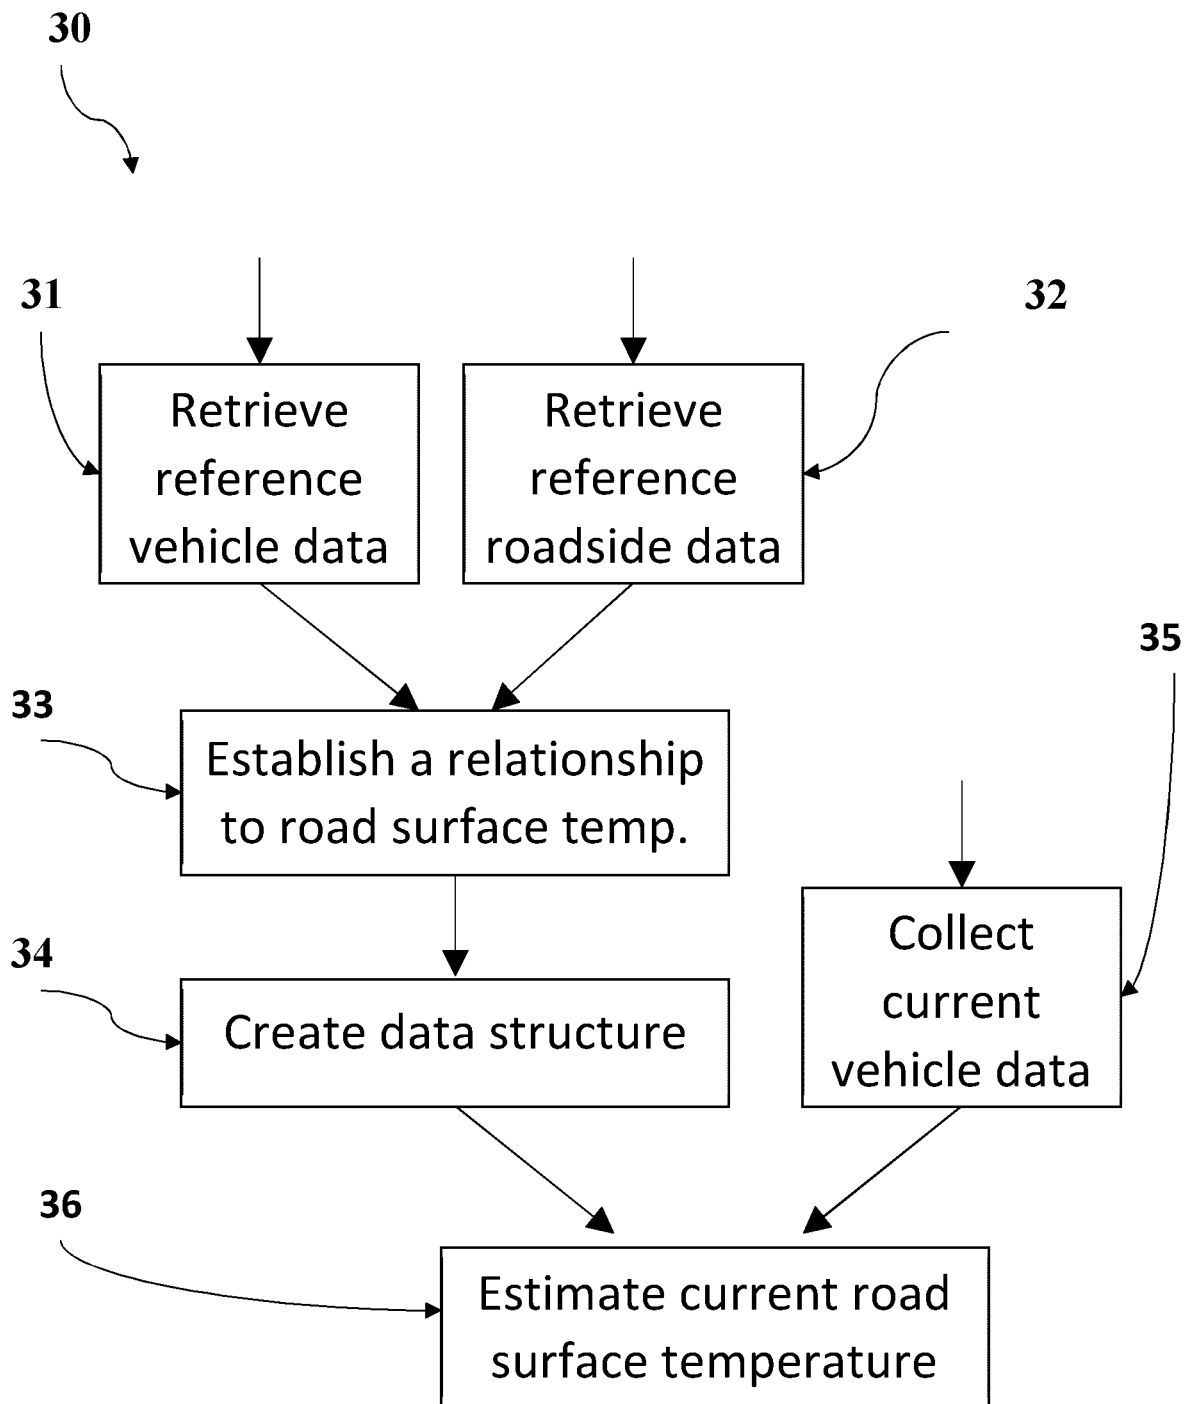 30
31
32
Retrieve
reference
vehicle data
Retrieve
reference
roadside data
35
33
Establish a relationship
to road surface temp.
34
Create data structure
Collect
current
vehicle data
36
Estimate current road
surface temperature